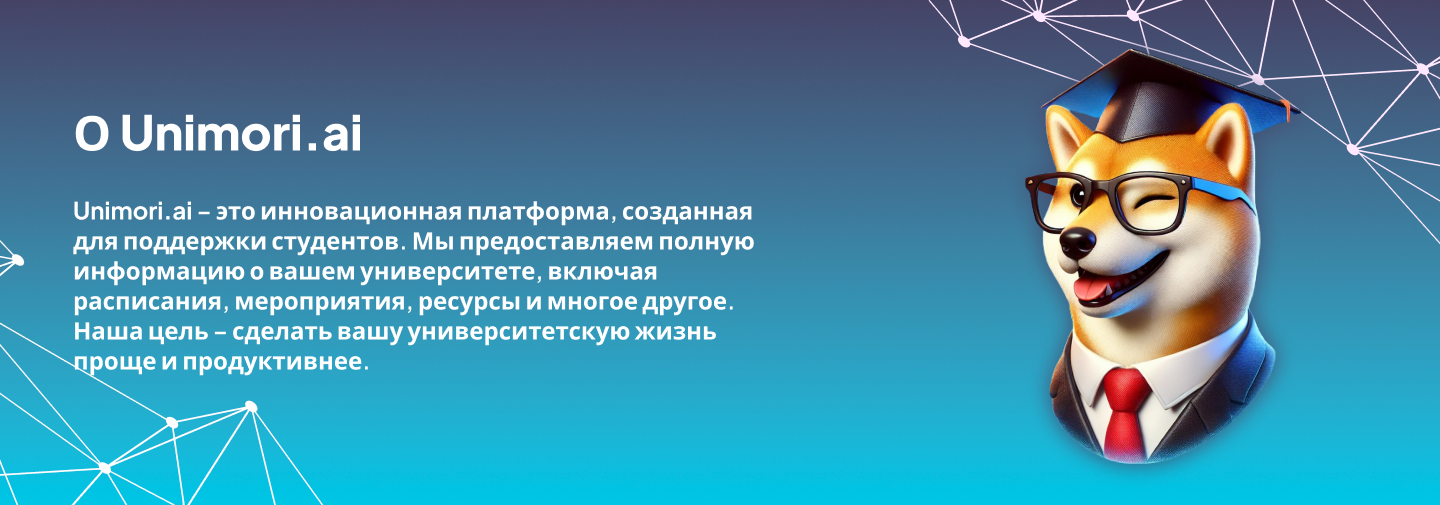 О Unimori.ai
Unimori.ai – это инновационная платформа, созданная
для поддержки студентов. Мы предоставляем полную
информацию о вашем университете, включая
расписания, мероприятия, ресурсы и многое другое.
Наша цель – сделать вашу университетскую жизнь
проще и продуктивнее.